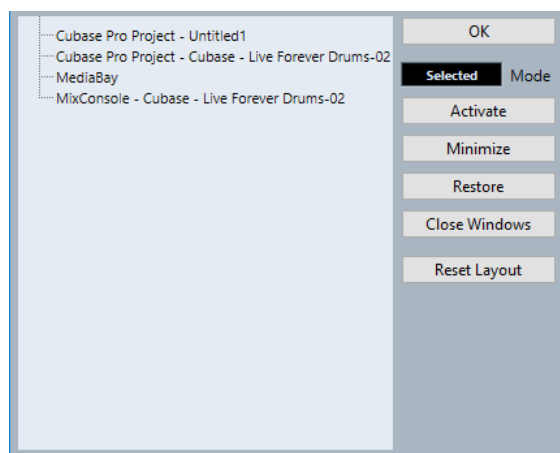 Cubase Pro Project - Untitled1
Cubase Pro Project - Cubase - Live Forever Drums-02
MediaBay
MixConsole - Cubase - Live Forever Drums-02
OK
Selected Mode
Activate
Minimize
Restore
Close Windows
Reset Layout